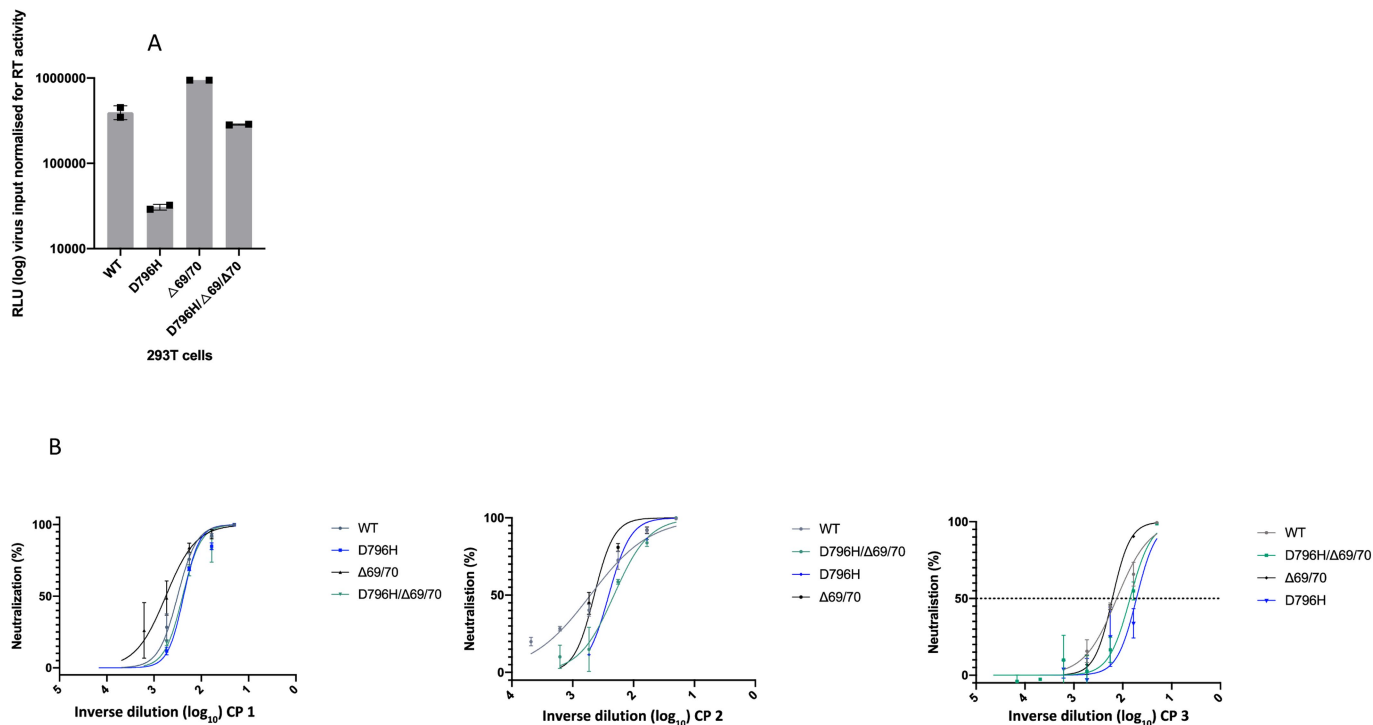 A
RLU (log) virus input normalised for RT activity
1000000
100000
10000
WT
D796H
△69/70
D796H/△69/Δ70
293T cells
B
Neutralization (%)
100
50
0
5
4
3
2
1
0
Inverse dilution (log10) CP 1
WT
D796H
Δ69/70
D796H/Δ69/70
Neutralistion (%)
100
50
0
4
3
2
1
0
Inverse dilution (log10) CP 2
WT
D796H/Δ69/70
D796H
Δ69/70
Neutralisation (%)
100
50
0
5
4
3
2
1
0
Inverse dilution (log10) CP 3
WT
D796H/Δ69/70
Δ69/70
D796H